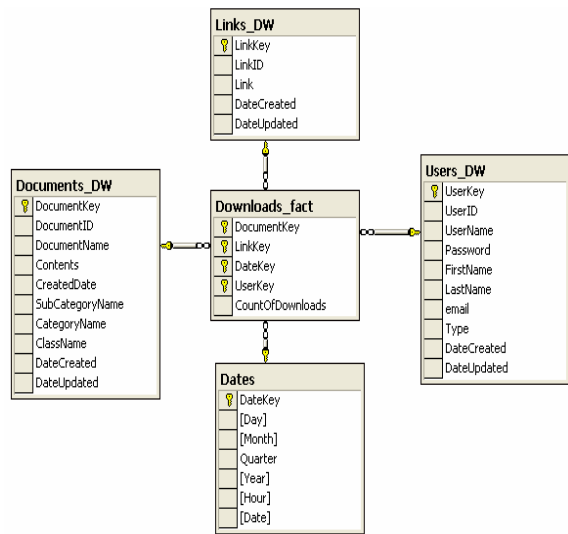 Links_DW
LinkKey
LinkID
Link
DateCreated
DateUpdated
Documents_DW
DocumentKey
DocumentID
DocumentName
Contents
CreatedDate
SubCategoryName
CategoryName
ClassName
DateCreated
DateUpdated
Downloads_fact
DocumentKey
LinkKey
DateKey
UserKey
CountOfDownloads
Users_DW
UserKey
UserID
UserName
Password
FirstName
LastName
email
Type
DateCreated
DateUpdated
Dates
DateKey
[Day]
[Month]
Quarter
[Year]
[Hour]
[Date]